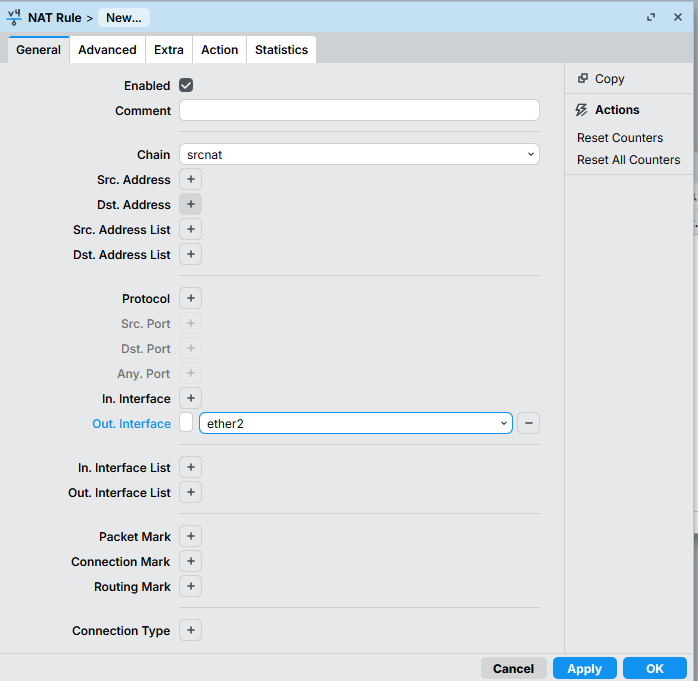 v4 NAT Rule > New...
General Advanced Extra Action Statistics
Enabled
Comment
Chain srcnat
Src. Address +
Dst. Address +
Src. Address List +
Dst. Address List +
Protocol +
Src. Port +
Dst. Port +
Any. Port +
In. Interface +
Out. Interface ether2 −
In. Interface List +
Out. Interface List +
Packet Mark +
Connection Mark +
Routing Mark +
Connection Type +
Copy
Actions
Reset Counters
Reset All Counters
Cancel Apply OK